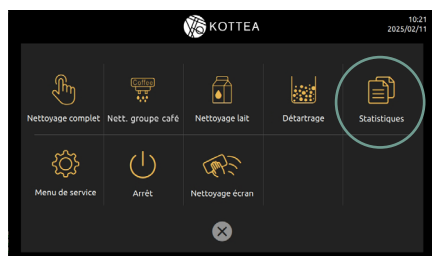 KOTTEA
10:21
2025/02/11
Coffee
Nettoyage complet
Nett. groupe café
Nettoyage lait
Détartrage
Statistiques
Menu de service
Arrêt
Nettoyage écran